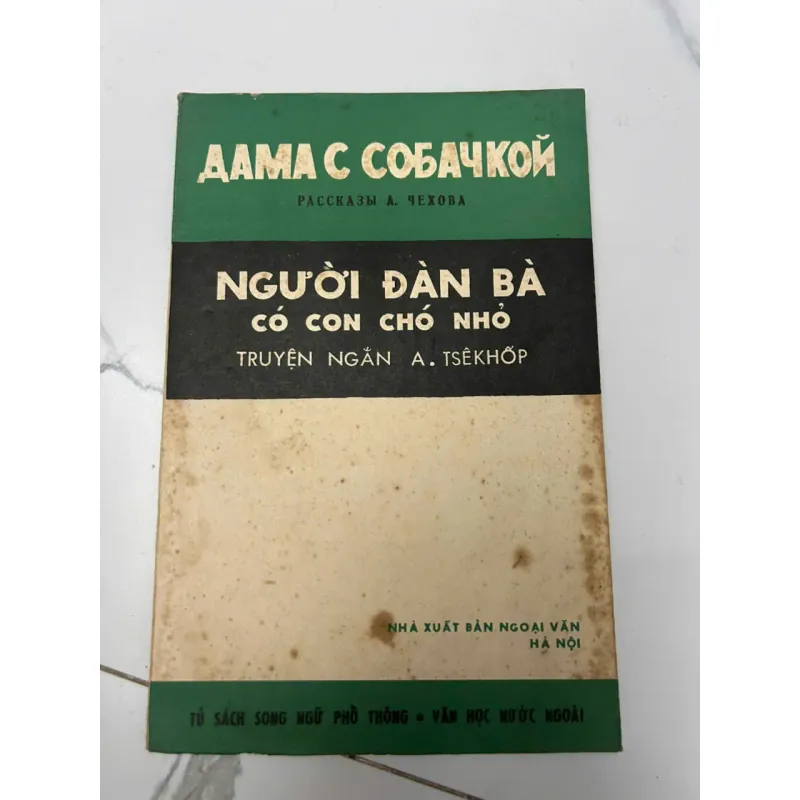 ДАМА С СОБАЧКОЙ
РАССКАЗЫ А. ЧЕХОВА
NGƯỜI ĐÀN BÀ
CÓ CON CHÓ NHỎ
TRUYỆN NGẮN A. TSÊKHỐP
NHÀ XUẤT BẢN NGOẠI VĂN
HÀ NỘI
TỦ SÁCH SONG NGỮ PHỔ THÔNG • VĂN HỌC NƯỚC NGOÀI